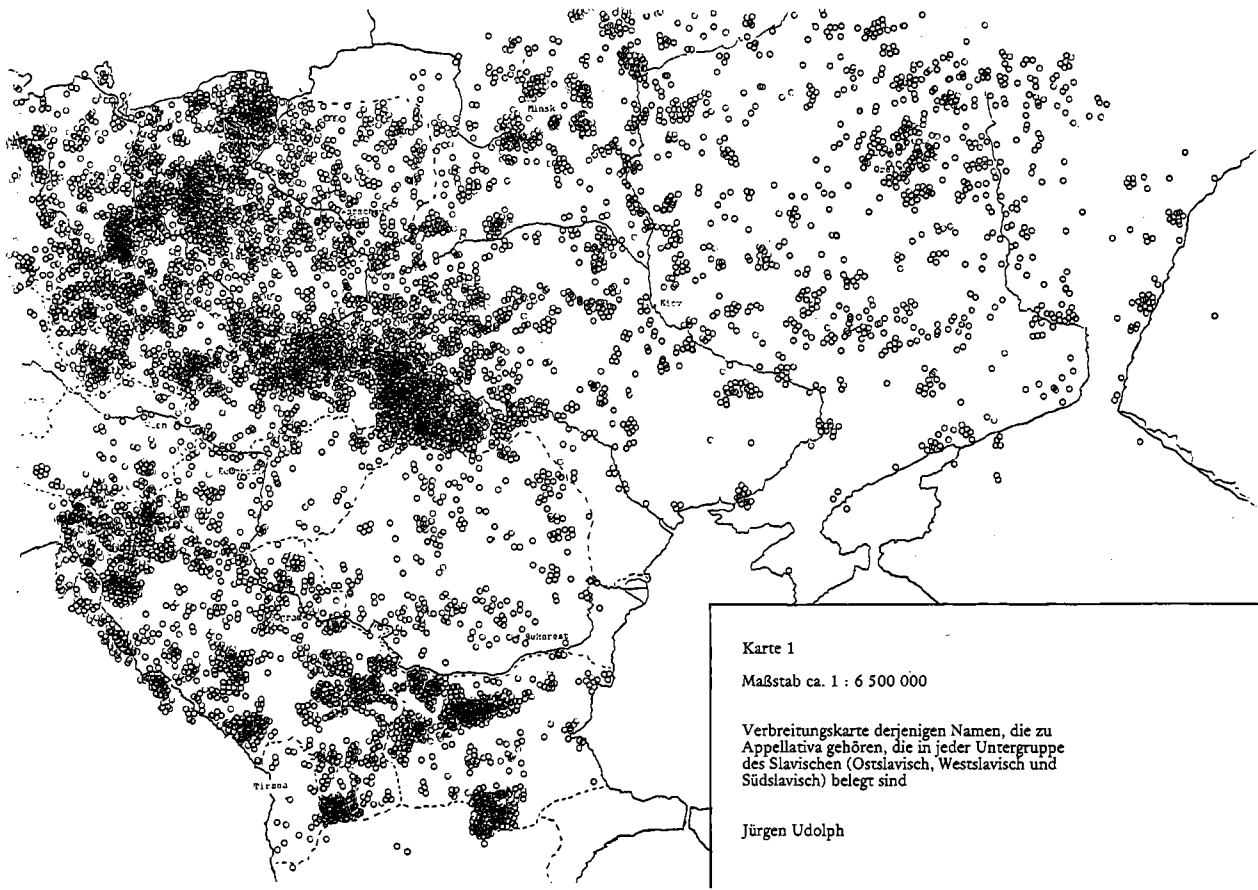 Minsk
Kiev
Bukarest
Tirana
Karte 1
Maßstab ca. 1 : 6 500 000
Verbreitungskarte derjenigen Namen, die zu
Appellativa gehören, die in jeder Untergruppe
des Slavischen (Ostslavisch, Westslavisch und
Südslavisch) belegt sind
Jürgen Udolph